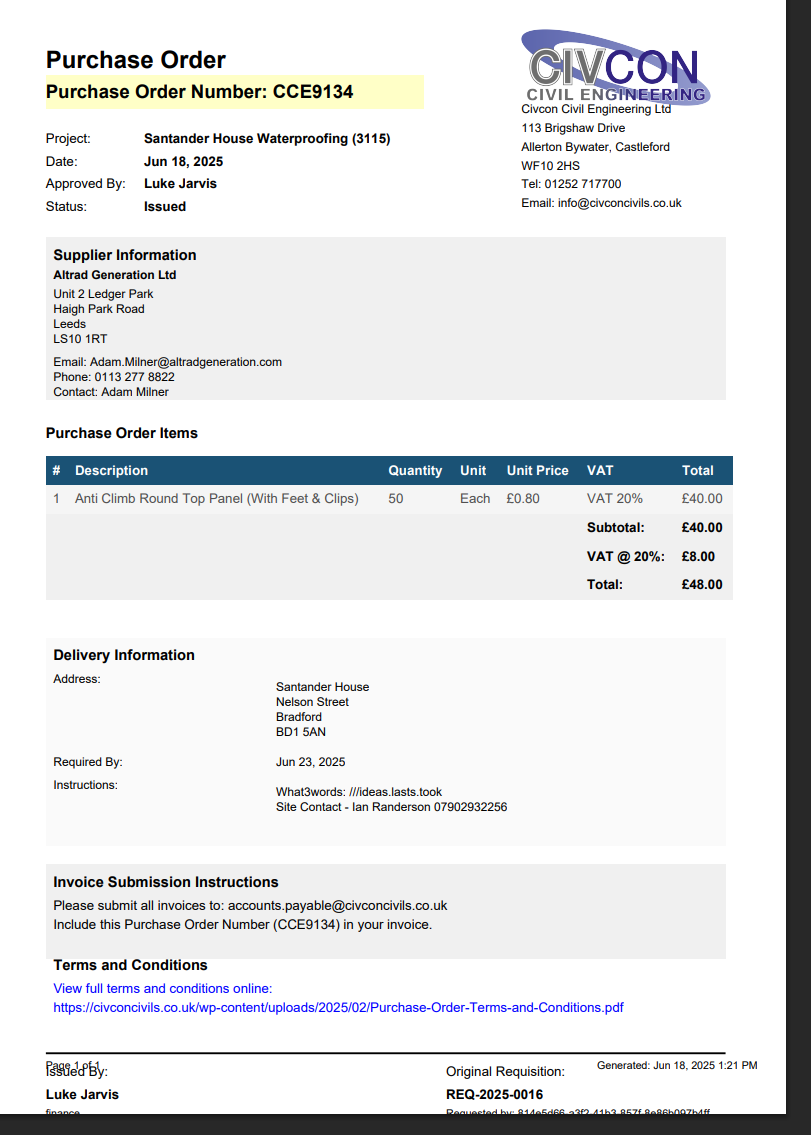 Purchase Order
Purchase Order Number: CCE9134
Project: Santander House Waterproofing (3115)
Date: Jun 18, 2025
Approved By: Luke Jarvis
Status: Issued
CIVCON
CIVIL ENGINEERING
Civcon Civil Engineering Ltd
113 Brigshaw Drive
Allerton Bywater, Castleford
WF10 2HS
Tel: 01252 717700
Email: info@civconcivils.co.uk
Supplier Information
Altrad Generation Ltd
Unit 2 Ledger Park
Haigh Park Road
Leeds
LS10 1RT
Email: Adam.Milner@altradgeneration.com
Phone: 0113 277 8822
Contact: Adam Milner
Purchase Order Items
# Description Quantity Unit Unit Price VAT Total
1 Anti Climb Round Top Panel (With Feet & Clips) 50 Each £0.80 VAT 20% £40.00
Subtotal: £40.00
VAT @ 20%: £8.00
Total: £48.00
Delivery Information
Address:
Santander House
Nelson Street
Bradford
BD1 5AN
Required By: Jun 23, 2025
Instructions:
What3words: ///ideas.lasts.took
Site Contact - Ian Randerson 07902932256
Invoice Submission Instructions
Please submit all invoices to: accounts.payable@civconcivils.co.uk
Include this Purchase Order Number (CCE9134) in your invoice.
Terms and Conditions
View full terms and conditions online:
https://civconcivils.co.uk/wp-content/uploads/2025/02/Purchase-Order-Terms-and-Conditions.pdf
Page 1 of 1 Generated: Jun 18, 2025 1:21 PM
Issued By: Original Requisition:
Luke Jarvis REQ-2025-0016
finance Requested by: 814e5d66-a3f2-41b3-857f-8e86b097b4ff